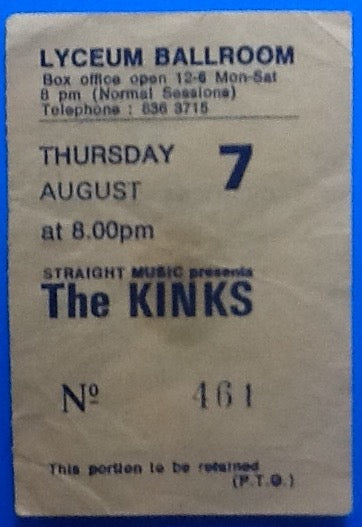 LYCEUM BALLROOM
Box office open 12-6 Mon-Sat
8 pm (Normal Sessions)
Telephone : 836 3715
THURSDAY 7
AUGUST
at 8.00pm
STRAIGHT MUSIC presents
The KINKS
Nº 461
This portion to be retained
(P.T.O.)